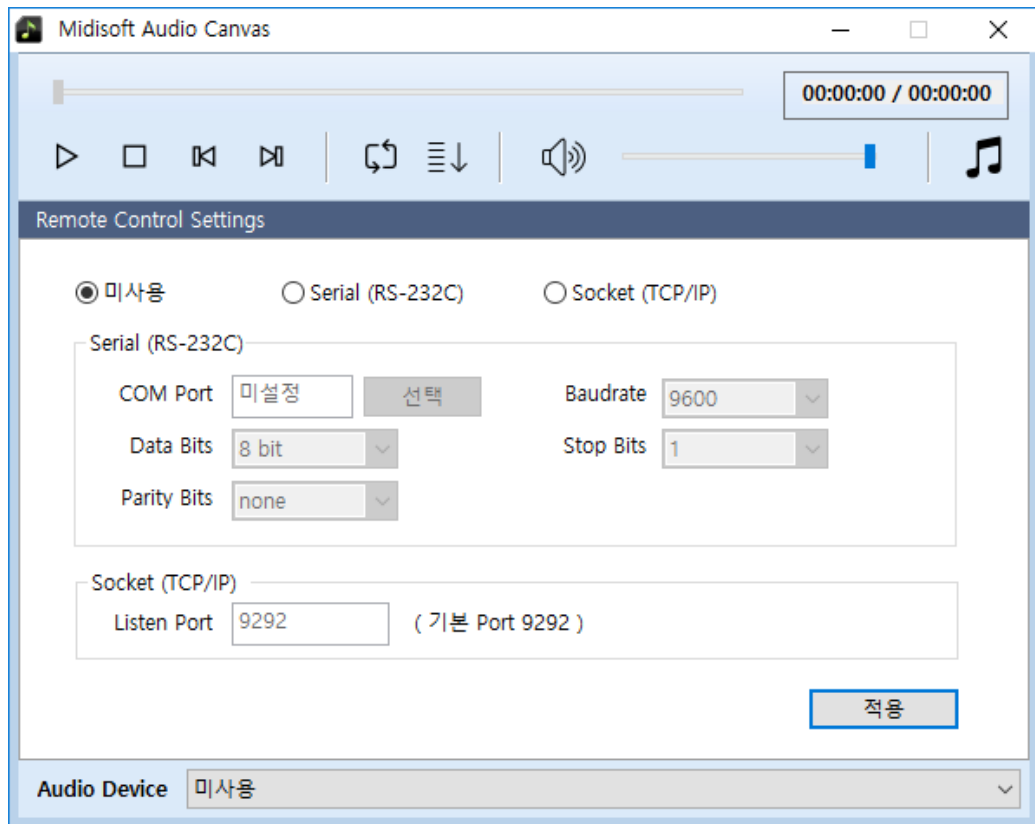 Midisoft Audio Canvas
00:00:00 / 00:00:00
Remote Control Settings
미사용 Serial (RS-232C) Socket (TCP/IP)
Serial (RS-232C)
COM Port 미설정 선택 Baudrate 9600
Data Bits 8 bit Stop Bits 1
Parity Bits none
Socket (TCP/IP)
Listen Port 9292 ( 기본 Port 9292 )
적용
Audio Device 미사용